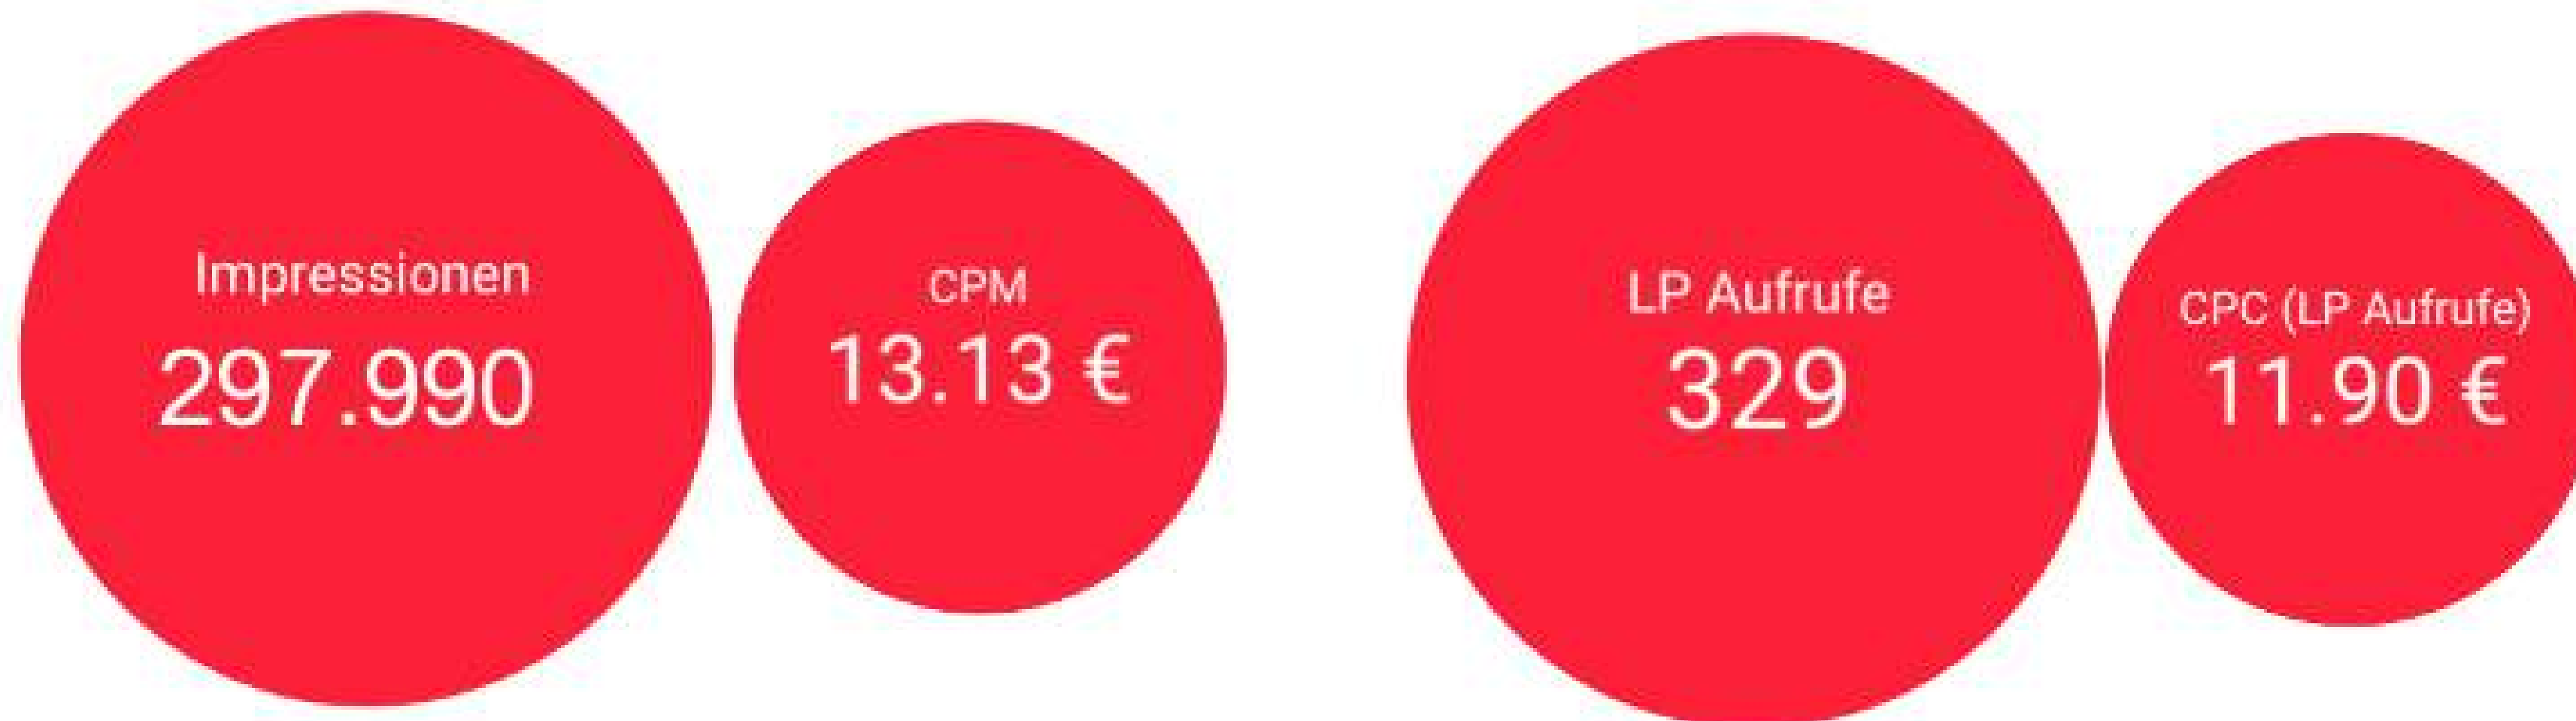 Impressionen
297.990
CPM
13.13 €
LP Aufrufe
329
CPC (LP Aufrufe)
11.90 €